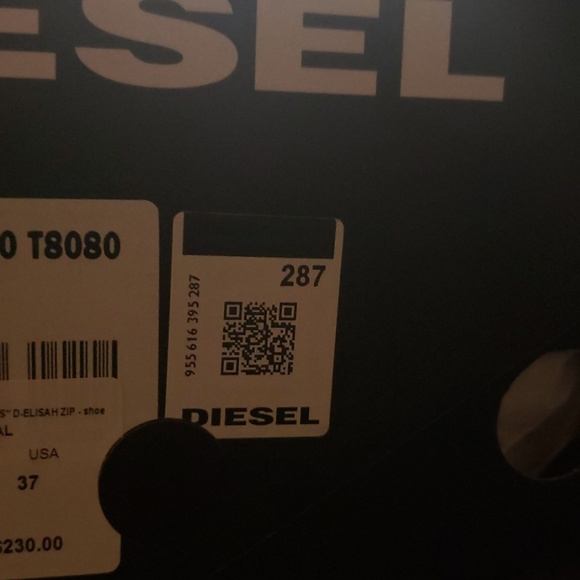 ESEL
0 T8080
S" D-ELISAH ZIP - shoe
AL
USA
37
$230.00
287
955 616 395 287
DIESEL